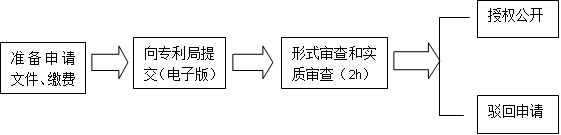 准备申请
文件、缴费
向专利局提
交（电子版）
形式审查和实
质审查（2h）
授权公开
驳回申请